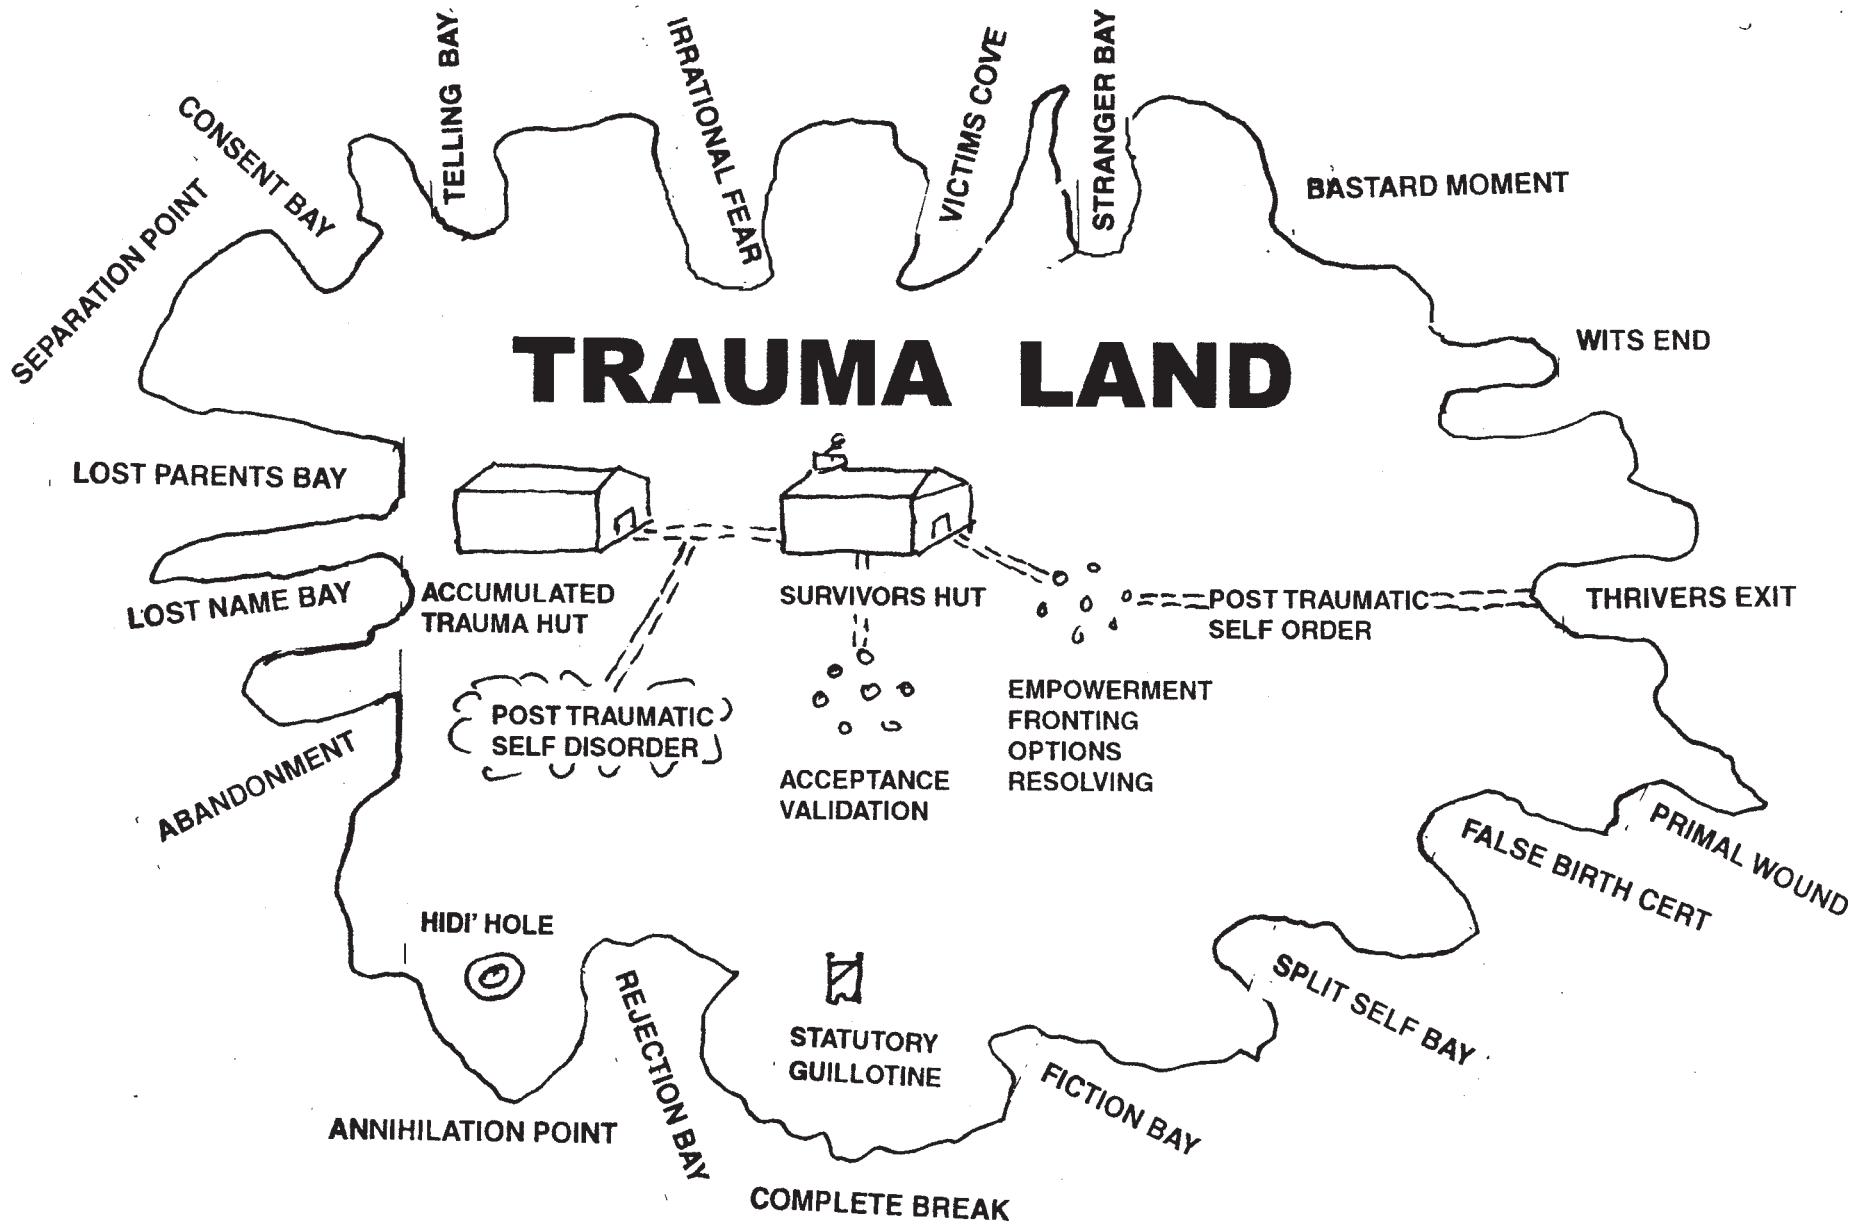 TELLING BAY
IRRATIONAL FEAR
VICTIMS COVE
STRANGER BAY
CONSENT BAY
SEPARATION POINT
BASTARD MOMENT
WITS END
TRAUMA LAND
LOST PARENTS BAY
LOST NAME BAY
ACCUMULATED
TRAUMA HUT
SURVIVORS HUT
POST TRAUMATIC
SELF ORDER
THRIVERS EXIT
POST TRAUMATIC
SELF DISORDER
EMPOWERMENT
FRONTING
OPTIONS
RESOLVING
ACCEPTANCE
VALIDATION
ABANDONMENT
PRIMAL WOUND
FALSE BIRTH CERT
HIDI' HOLE
SPLIT SELF BAY
REJECTION BAY
STATUTORY
GUILLOTINE
FICTION BAY
ANNIHILATION POINT
COMPLETE BREAK